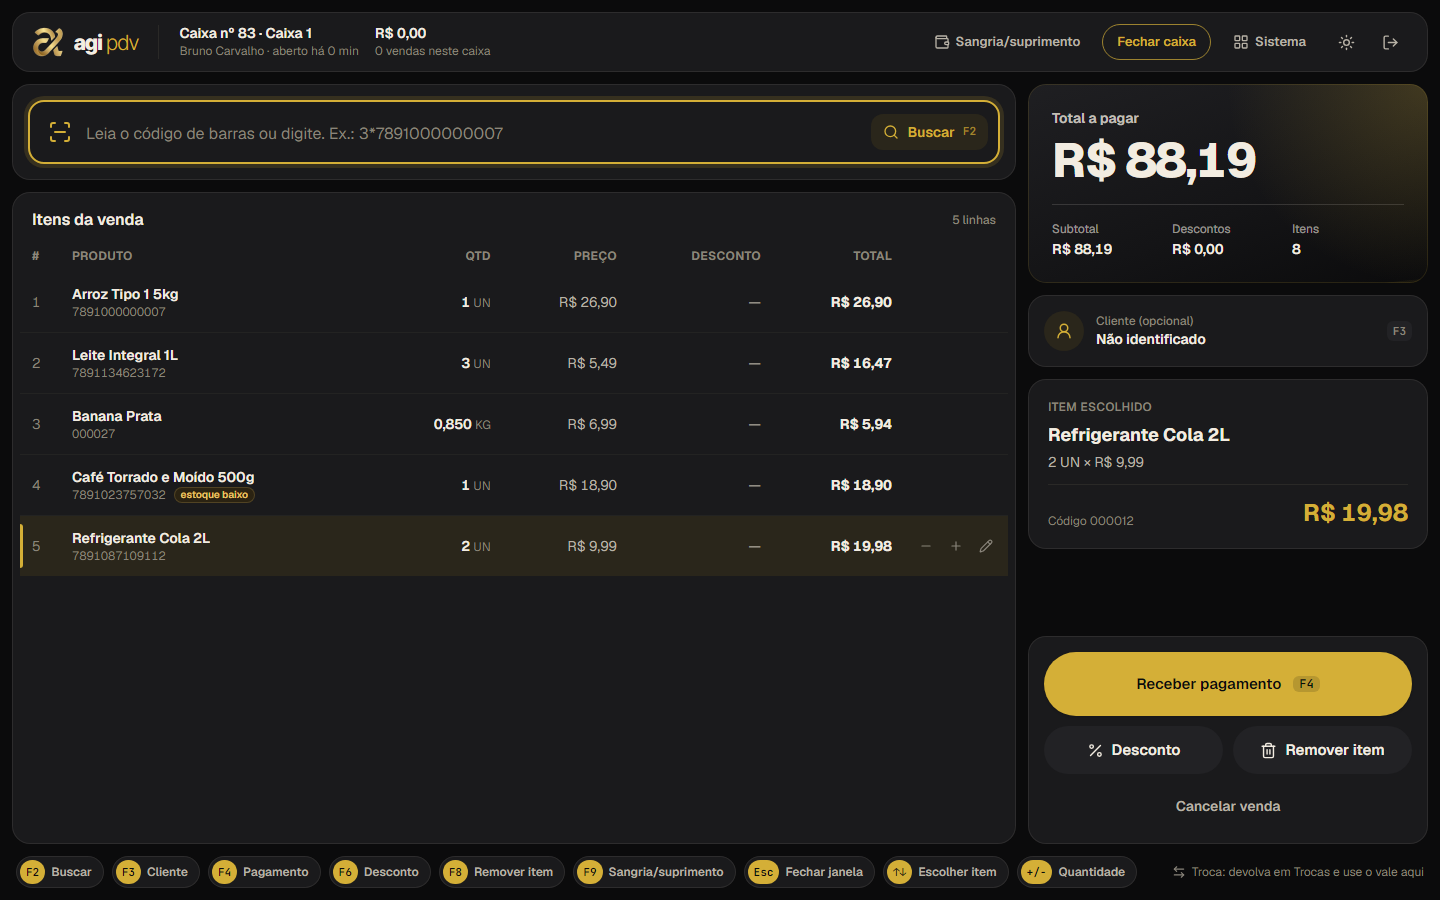 agi pdv
Caixa nº 83 · Caixa 1
Bruno Carvalho · aberto há 0 min
R$ 0,00
0 vendas neste caixa
Sangria/suprimento
Fechar caixa
Sistema
Leia o código de barras ou digite. Ex.: 3*7891000000007
Buscar F2
Itens da venda
5 linhas
# PRODUTO QTD PREÇO DESCONTO TOTAL
1 Arroz Tipo 1 5kg 1 UN R$ 26,90 — R$ 26,90
7891000000007
2 Leite Integral 1L 3 UN R$ 5,49 — R$ 16,47
7891134623172
3 Banana Prata 0,850 KG R$ 6,99 — R$ 5,94
000027
4 Café Torrado e Moído 500g 1 UN R$ 18,90 — R$ 18,90
7891023757032 estoque baixo
5 Refrigerante Cola 2L 2 UN R$ 9,99 — R$ 19,98 − +
7891087109112
Total a pagar
R$ 88,19
Subtotal Descontos Itens
R$ 88,19 R$ 0,00 8
Cliente (opcional)
Não identificado
F3
ITEM ESCOLHIDO
Refrigerante Cola 2L
2 UN × R$ 9,99
Código 000012 R$ 19,98
Receber pagamento F4
Desconto
Remover item
Cancelar venda
F2 Buscar F3 Cliente F4 Pagamento F6 Desconto F8 Remover item F9 Sangria/suprimento Esc Fechar janela ↑↓ Escolher item +/- Quantidade
Troca: devolva em Trocas e use o vale aqui